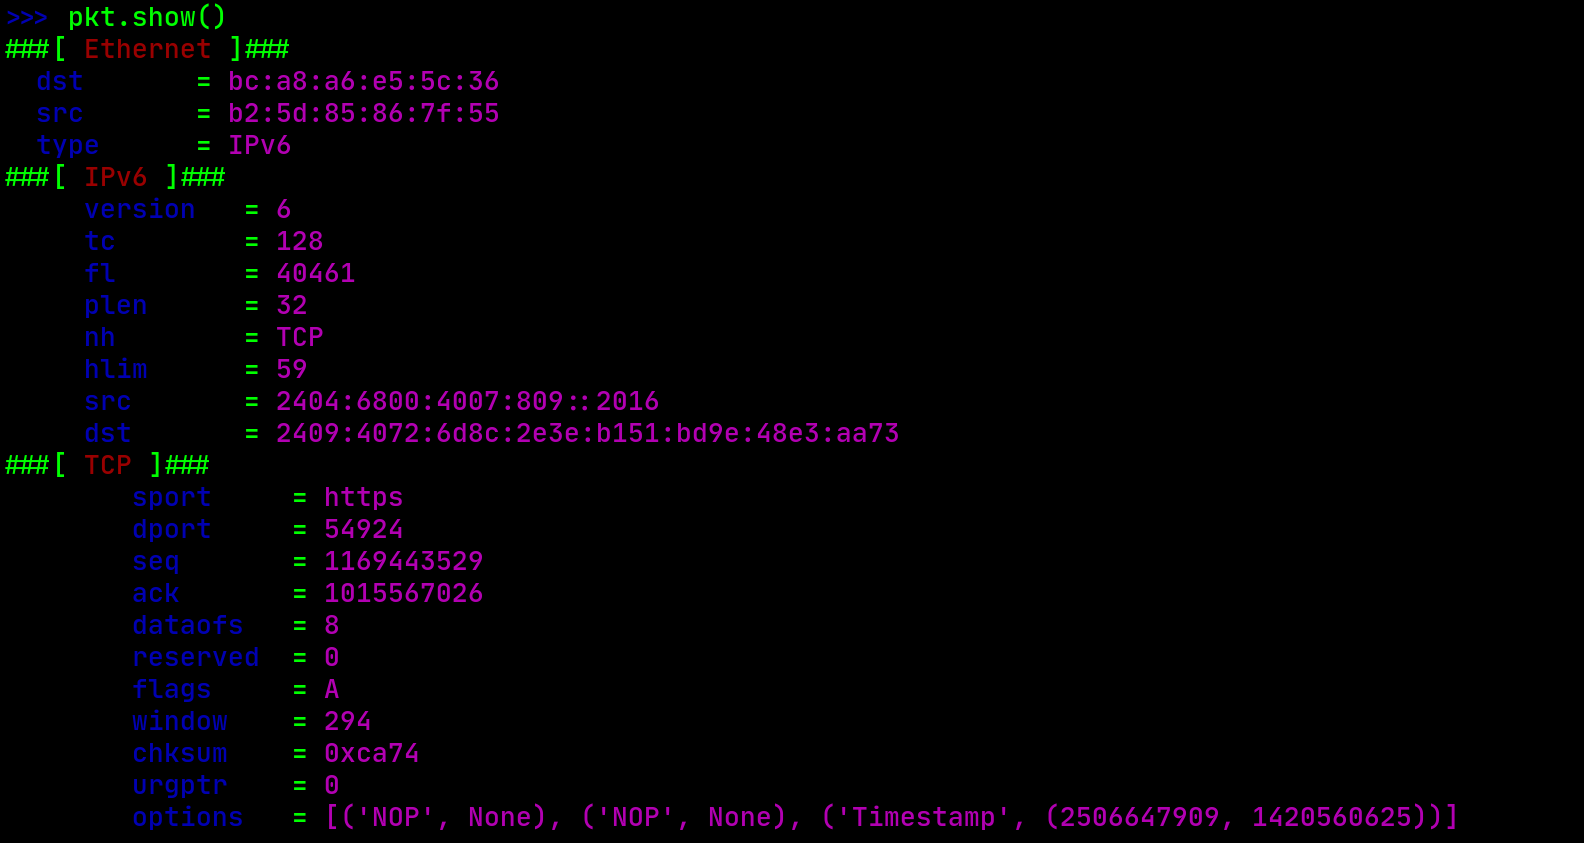 >>> pkt.show()
###[ Ethernet ]###
  dst       = bc:a8:a6:e5:5c:36
  src       = b2:5d:85:86:7f:55
  type      = IPv6
###[ IPv6 ]###
     version   = 6
     tc        = 128
     fl        = 40461
     plen      = 32
     nh        = TCP
     hlim      = 59
     src       = 2404:6800:4007:809::2016
     dst       = 2409:4072:6d8c:2e3e:b151:bd9e:48e3:aa73
###[ TCP ]###
        sport     = https
        dport     = 54924
        seq       = 1169443529
        ack       = 1015567026
        dataofs   = 8
        reserved  = 0
        flags     = A
        window    = 294
        chksum    = 0xca74
        urgptr    = 0
        options   = [('NOP', None), ('NOP', None), ('Timestamp', (2506647909, 1420560625))]